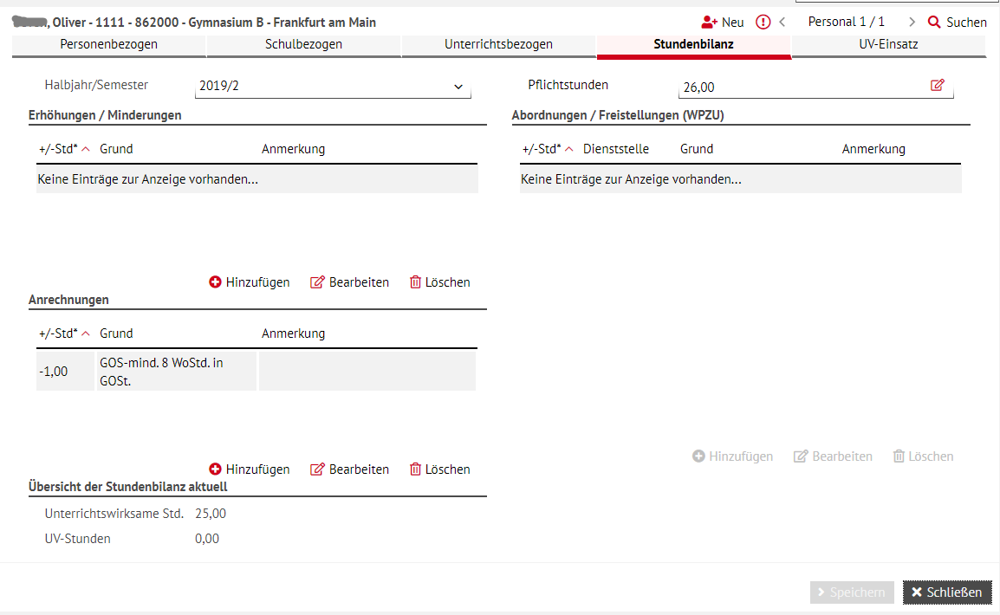 , Oliver - 1111 - 862000 - Gymnasium B - Frankfurt am Main
Neu
Personal 1 / 1
Suchen
Personenbezogen
Schulbezogen
Unterrichtsbezogen
Stundenbilanz
UV-Einsatz
Halbjahr/Semester
2019/2
Pflichtstunden
26,00
Erhöhungen / Minderungen
+/-Std* Grund Anmerkung
Keine Einträge zur Anzeige vorhanden...
Hinzufügen Bearbeiten Löschen
Abordnungen / Freistellungen (WPZU)
+/-Std* Dienststelle Grund Anmerkung
Keine Einträge zur Anzeige vorhanden...
Hinzufügen Bearbeiten Löschen
Anrechnungen
+/-Std* Grund Anmerkung
-1,00
GOS-mind. 8 WoStd. in
GOSt.
Hinzufügen Bearbeiten Löschen
Übersicht der Stundenbilanz aktuell
Unterrichtswirksame Std. 25,00
UV-Stunden 0,00
Speichern
Schließen